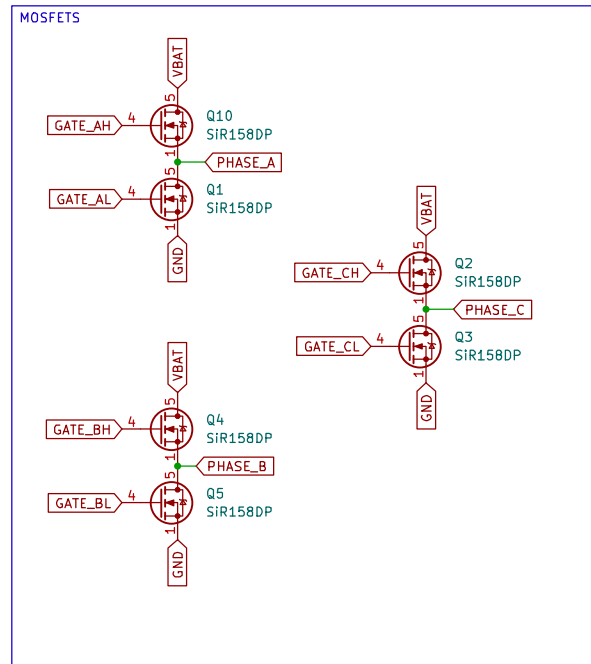 MOSFETS
VBAT
5
Q10
SiR158DP
4
GATE_AH
1
PHASE_A
5
Q1
SiR158DP
4
GATE_AL
1
GND
VBAT
5
Q2
SiR158DP
4
GATE_CH
1
PHASE_C
5
Q3
SiR158DP
4
GATE_CL
1
GND
VBAT
5
Q4
SiR158DP
4
GATE_BH
1
PHASE_B
5
Q5
SiR158DP
4
GATE_BL
1
GND